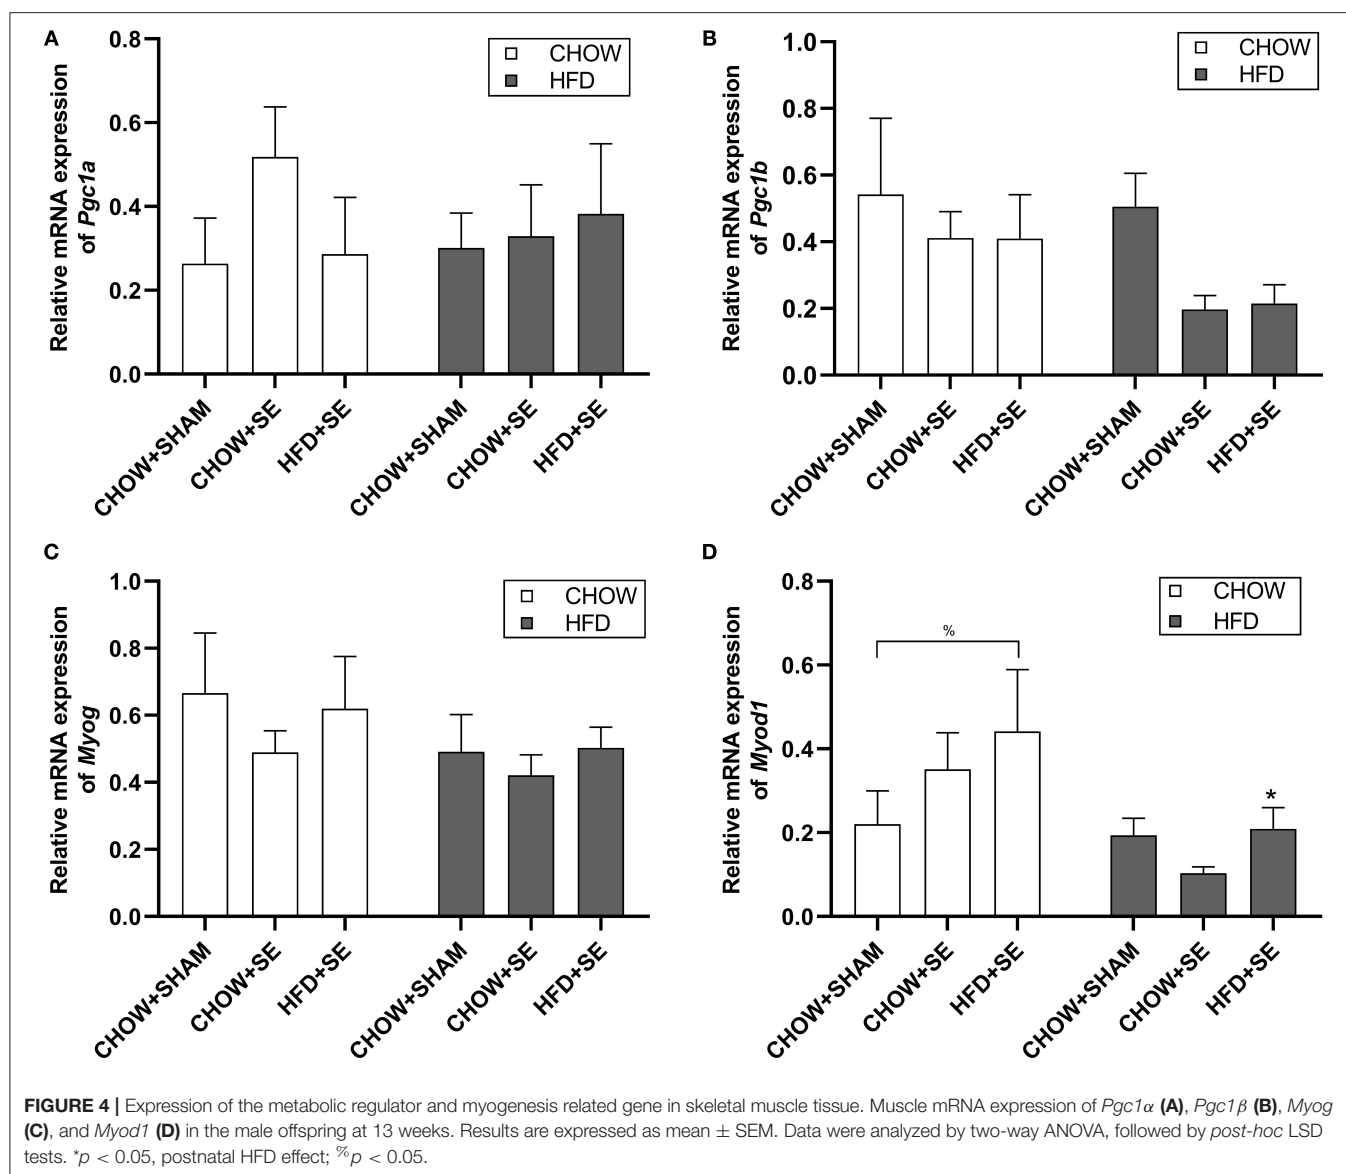 A
Relative mRNA expression
of Pgc1a
0.8
0.6
0.4
0.2
0.0
CHOW
HFD
CHOW+SHAM
CHOW+SE
HFD+SE
CHOW+SHAM
CHOW+SE
HFD+SE
B
Relative mRNA expression
of Pgc1b
1.0
0.8
0.6
0.4
0.2
0.0
CHOW
HFD
CHOW+SHAM
CHOW+SE
HFD+SE
CHOW+SHAM
CHOW+SE
HFD+SE
C
Relative mRNA expression
of Myog
1.0
0.8
0.6
0.4
0.2
0.0
CHOW
HFD
CHOW+SHAM
CHOW+SE
HFD+SE
CHOW+SHAM
CHOW+SE
HFD+SE
D
Relative mRNA expression
of Myod1
0.8
0.6
0.4
0.2
0.0
CHOW
HFD
%
*
CHOW+SHAM
CHOW+SE
HFD+SE
CHOW+SHAM
CHOW+SE
HFD+SE
FIGURE 4 | Expression of the metabolic regulator and myogenesis related gene in skeletal muscle tissue. Muscle mRNA expression of Pgc1α (A), Pgc1β (B), Myog
(C), and Myod1 (D) in the male offspring at 13 weeks. Results are expressed as mean ± SEM. Data were analyzed by two-way ANOVA, followed by post-hoc LSD
tests. *p < 0.05, postnatal HFD effect; %p < 0.05.